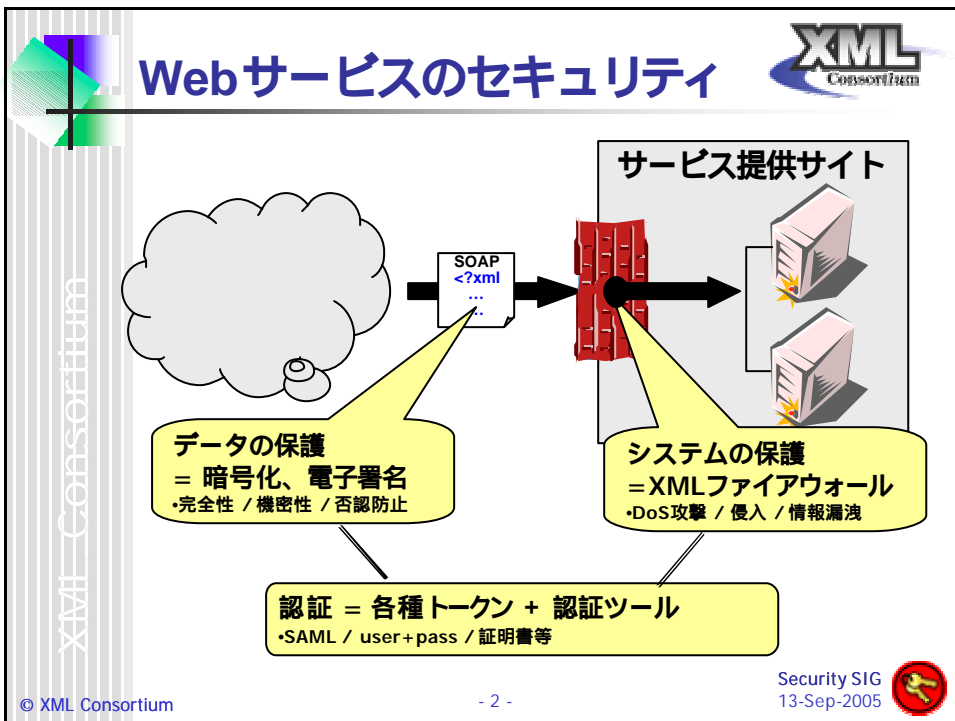 Webサービスのセキュリティ
XML
Consortium
サービス提供サイト
SOAP
<?xml
…
..
データの保護
= 暗号化、電子署名
•完全性 / 機密性 / 否認防止
システムの保護
=XMLファイアウォール
•DoS攻撃 / 侵入 / 情報漏洩
認証 = 各種トークン + 認証ツール
•SAML / user+pass / 証明書等
XML Consortium
© XML Consortium
- 2 -
Security SIG
13-Sep-2005